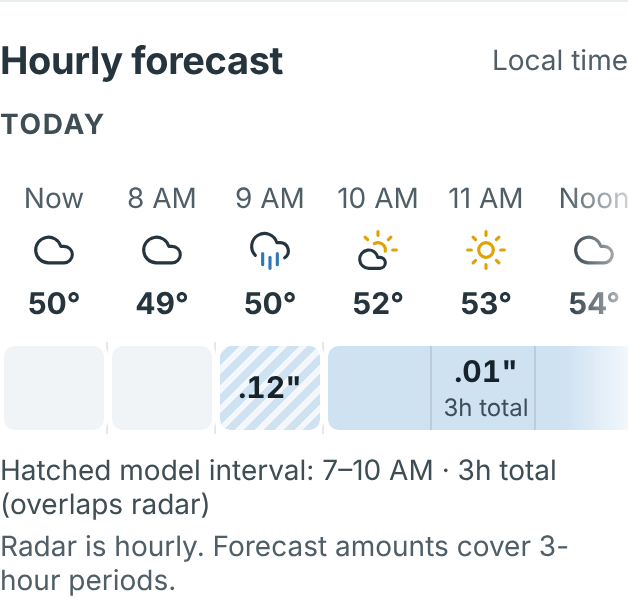 Hourly forecast Local time
TODAY
Now 8 AM 9 AM 10 AM 11 AM Noon
50° 49° 50° 52° 53° 54°
.12" .01"
3h total
Hatched model interval: 7–10 AM · 3h total
(overlaps radar)
Radar is hourly. Forecast amounts cover 3-
hour periods.